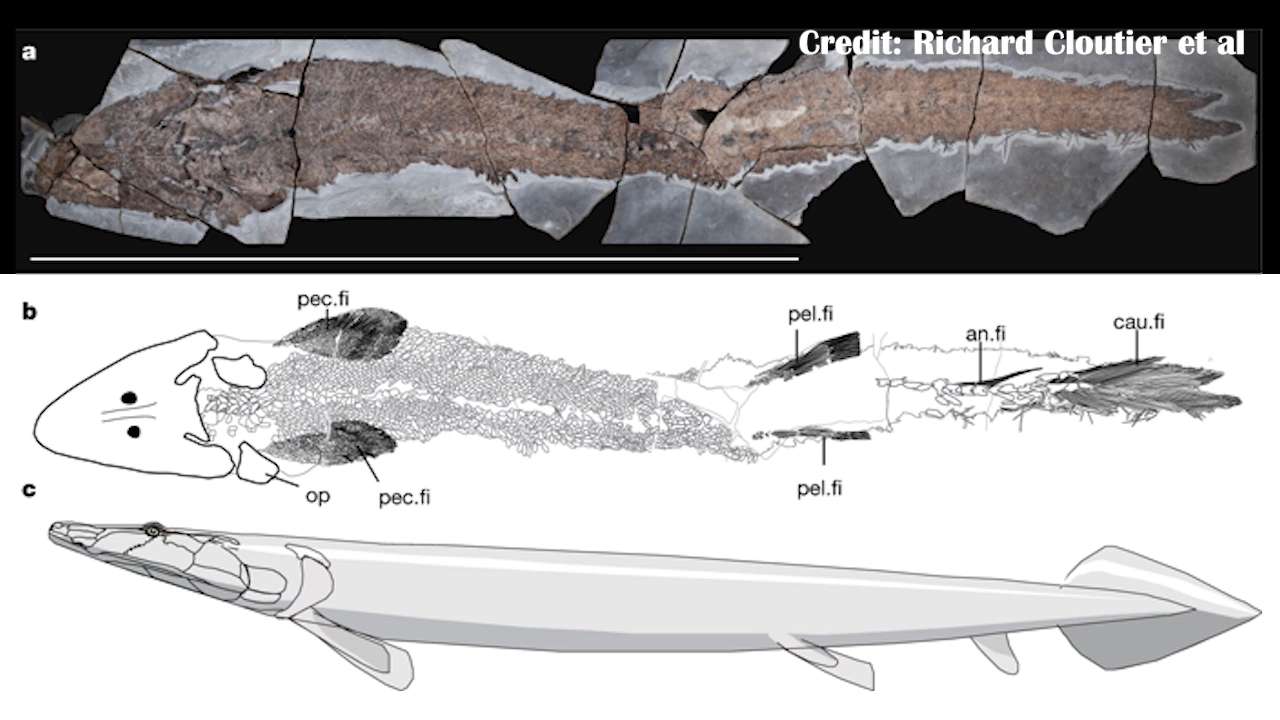 a
Credit: Richard Cloutier et al
b
pec.fi
pel.fi
an.fi
cau.fi
op
pec.fi
pel.fi
c